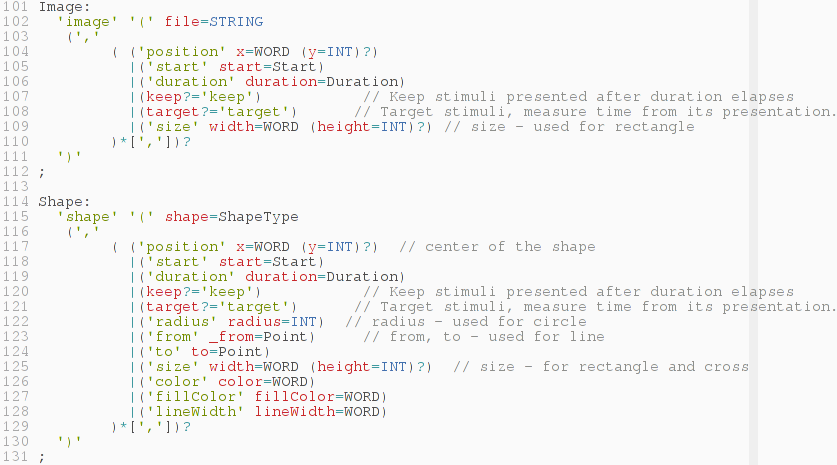 101 Image:
102   'image' '(' file=STRING
103    (','
104         ( ('position' x=WORD (y=INT)?)
105           |('start' start=Start)
106           |('duration' duration=Duration)
107           |(keep?='keep')           // Keep stimuli presented after duration elapses
108           |(target?='target')      // Target stimuli, measure time from its presentation.
109           |('size' width=WORD (height=INT)?) // size - used for rectangle
110         )*[','])?
111   ')'
112 ;
113
114 Shape:
115   'shape' '(' shape=ShapeType
116    (','
117         ( ('position' x=WORD (y=INT)?)  // center of the shape
118           |('start' start=Start)
119           |('duration' duration=Duration)
120           |(keep?='keep')           // Keep stimuli presented after duration elapses
121           |(target?='target')      // Target stimuli, measure time from its presentation.
122           |('radius' radius=INT)  // radius - used for circle
123           |('from' _from=Point)     // from, to - used for line
124           |('to' to=Point)
125           |('size' width=WORD (height=INT)?)  // size - for rectangle and cross
126           |('color' color=WORD)
127           |('fillColor' fillColor=WORD)
128           |('lineWidth' lineWidth=WORD)
129         )*[','])?
130   ')'
131 ;